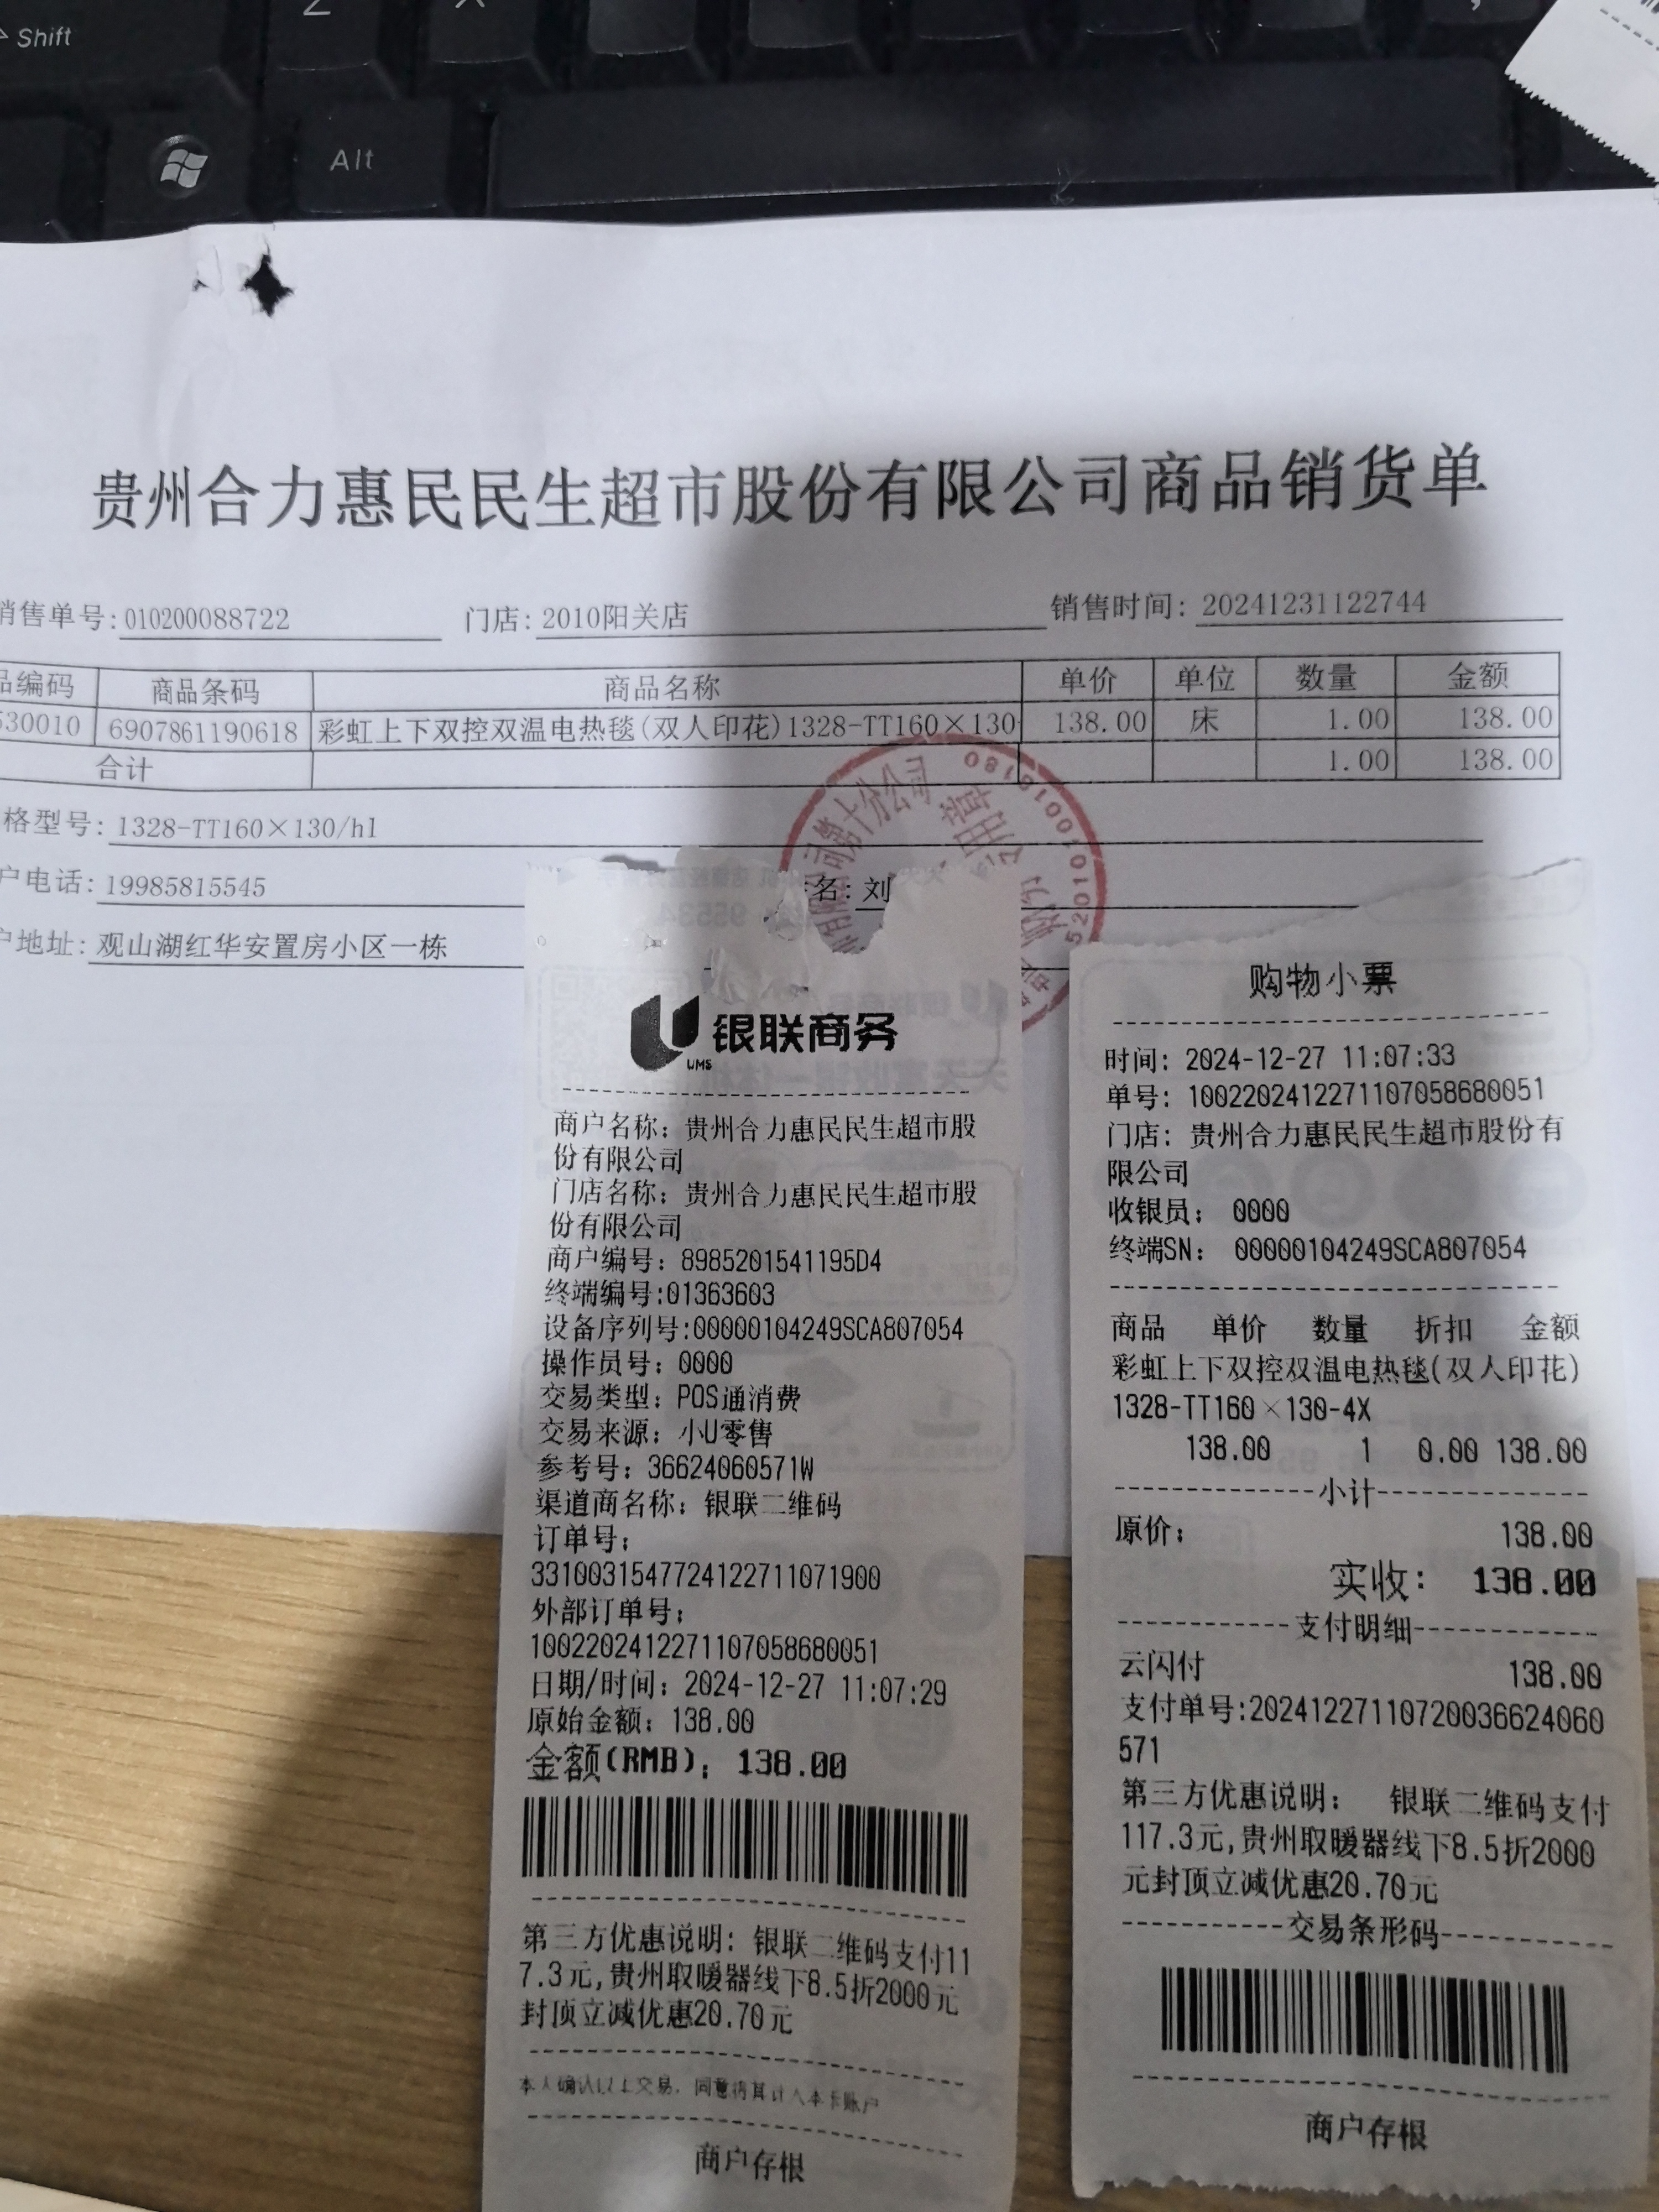 Shift
Alt
贵州合力惠民民生超市股份有限公司商品销货单
销售单号:010200088722 门店:2010阳关店 销售时间:20241231122744
品编码 商品条码 商品名称 单价 单位 数量 金额
530010 6907861190618 彩虹上下双控双温电热毯(双人印花)1328-TT160×130- 138.00 床 1.00 138.00
合计 1.00 138.00
格型号:1328-TT160×130/hl
户电话:19985815545
名:刘
户地址:观山湖红华安置房小区一栋
银联商务
UMS
商户名称:贵州合力惠民民生超市股
份有限公司
门店名称:贵州合力惠民民生超市股
份有限公司
商户编号:8985201541195D4
终端编号:01363603
设备序列号:00000104249SCA807054
操作员号:0000
交易类型:POS通消费
交易来源:小U零售
参考号:36624060571W
渠道商名称:银联二维码
订单号:
33100315477241227110719​00
外部订单号:
10022024122711070586​80051
日期/时间:2024-12-27 11:07:29
原始金额:138.00
金额(RMB):138.00
第三方优惠说明:银联二维码支付11
7.3元,贵州取暖器线下8.5折2000元
封顶立减优惠20.70元
本人确认以上交易,同意将其计入本卡账户
商户存根
购物小票
时间:2024-12-27 11:07:33
单号:1002202412271107058680051
门店:贵州合力惠民民生超市股份有
限公司
收银员: 0000
终端SN: 00000104249SCA807054
商品 单价 数量 折扣 金额
彩虹上下双控双温电热毯(双人印花)
1328-TT160×130-4X
138.00 1 0.00 138.00
小计
原价: 138.00
实收: 138.00
支付明细
云闪付 138.00
支付单号:20241227110720036624060
571
第三方优惠说明: 银联二维码支付
117.3元,贵州取暖器线下8.5折2000
元封顶立减优惠20.70元
交易条形码
商户存根